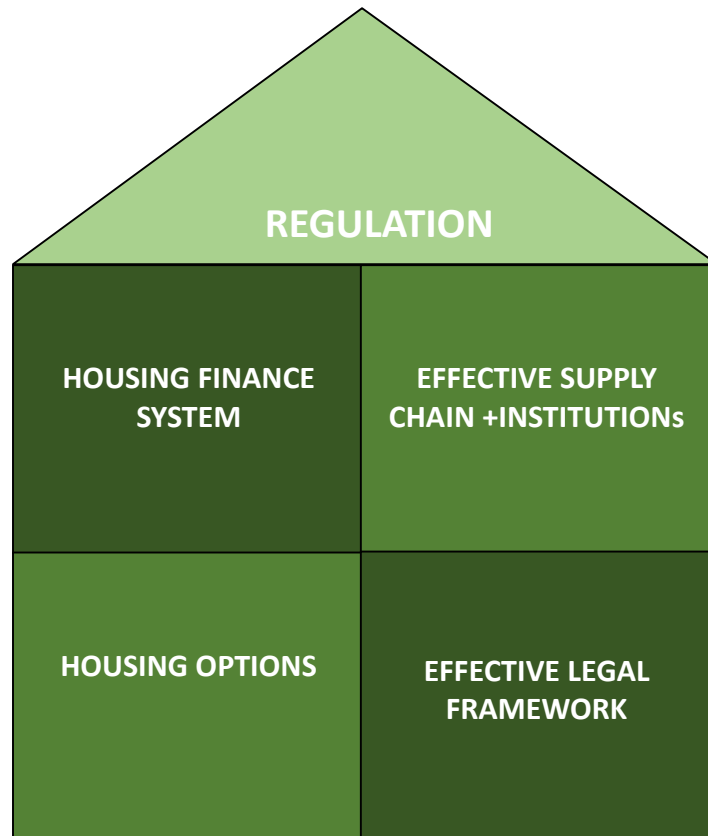 REGULATION
HOUSING FINANCE
SYSTEM
EFFECTIVE SUPPLY
CHAIN +INSTITUTIONs
HOUSING OPTIONS
EFFECTIVE LEGAL
FRAMEWORK